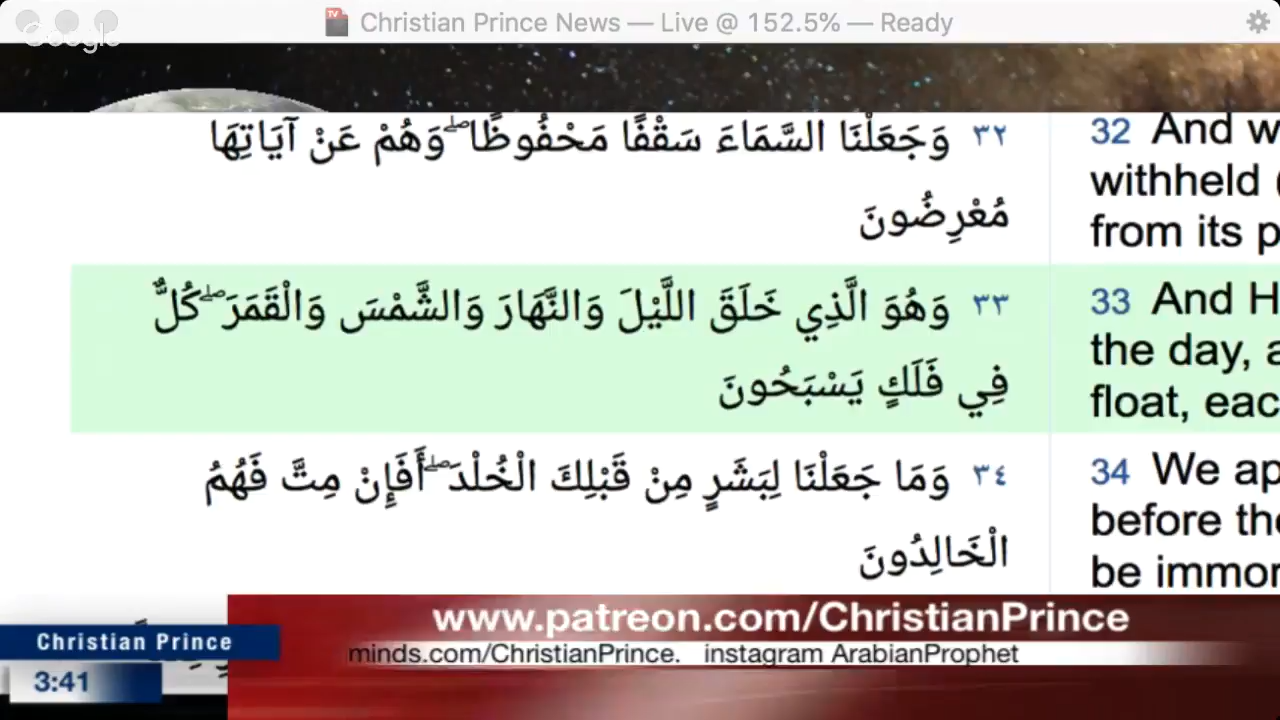 Christian Prince News — Live @ 152.5% — Ready
Google
٣٢ وَجَعَلْنَا السَّمَاءَ سَقْفًا مَحْفُوظًا ۖ وَهُمْ عَنْ آيَاتِهَا
مُعْرِضُونَ
32 And w
withheld
from its p
٣٣ وَهُوَ الَّذِي خَلَقَ اللَّيْلَ وَالنَّهَارَ وَالشَّمْسَ وَالْقَمَرَ ۖ كُلٌّ
فِي فَلَكٍ يَسْبَحُونَ
33 And H
the day, a
float, eac
٣٤ وَمَا جَعَلْنَا لِبَشَرٍ مِنْ قَبْلِكَ الْخُلْدَ ۖ أَفَإِنْ مِتَّ فَهُمُ
الْخَالِدُونَ
34 We ap
before the
be immor
www.patreon.com/ChristianPrince
Christian Prince
minds.com/ChristianPrince. instagram ArabianProphet
3:41